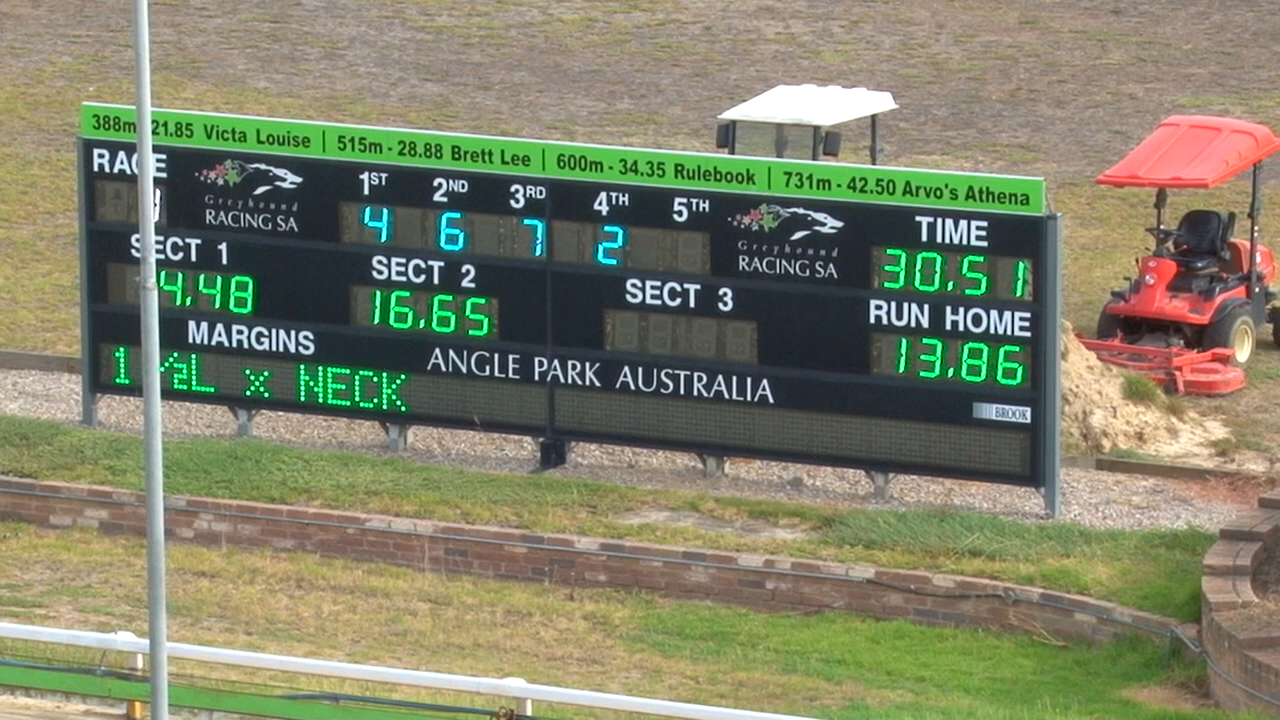 388m 21.85 Victa Louise | 515m - 28.88 Brett Lee | 600m - 34.35 Rulebook | 731m - 42.50 Arvo's Athena
RACE
Greyhound
RACING SA
1ST 2ND 3RD 4TH 5TH
4 6 7 2
Greyhound
RACING SA
TIME
30.51
SECT 1
4.48
SECT 2
16.65
SECT 3
RUN HOME
13.86
MARGINS
1 ½L x NECK
ANGLE PARK AUSTRALIA
BROOK